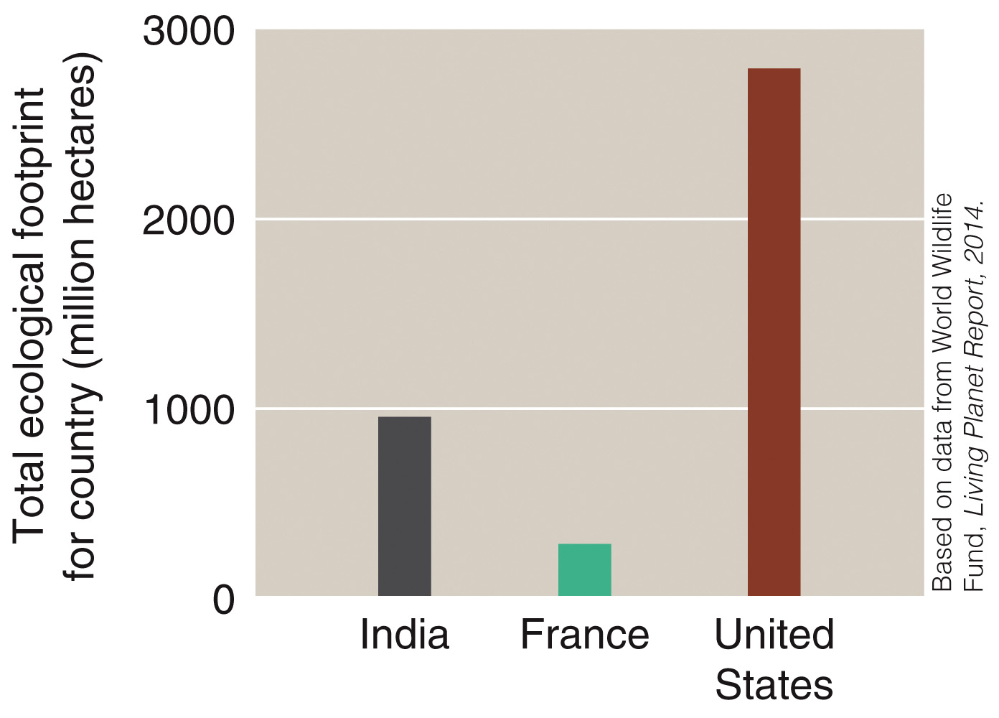 Total ecological footprint
for country (million hectares)
3000
2000
1000
0
India
France
United
States
Based on data from World Wildlife
Fund, Living Planet Report, 2014.